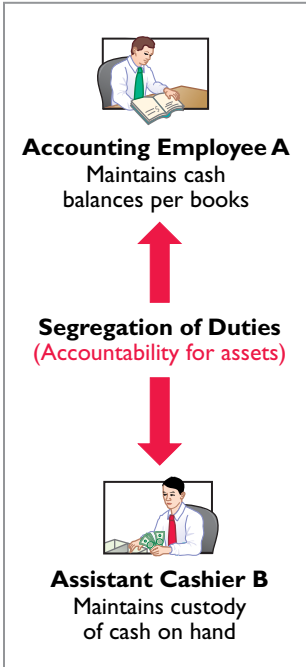 Accounting Employee A
Maintains cash
balances per books
Segregation of Duties
(Accountability for assets)
Assistant Cashier B
Maintains custody
of cash on hand